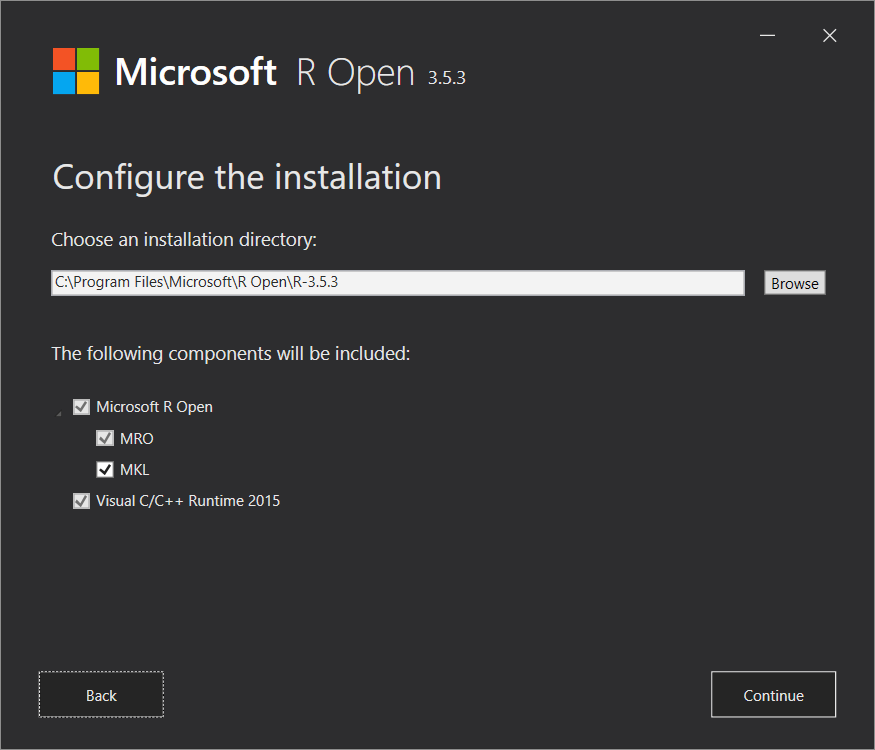 Microsoft R Open 3.5.3
Configure the installation
Choose an installation directory:
C:\Program Files\Microsoft\R Open\R-3.5.3
Browse
The following components will be included:
Microsoft R Open
MRO
MKL
Visual C/C++ Runtime 2015
Back
Continue